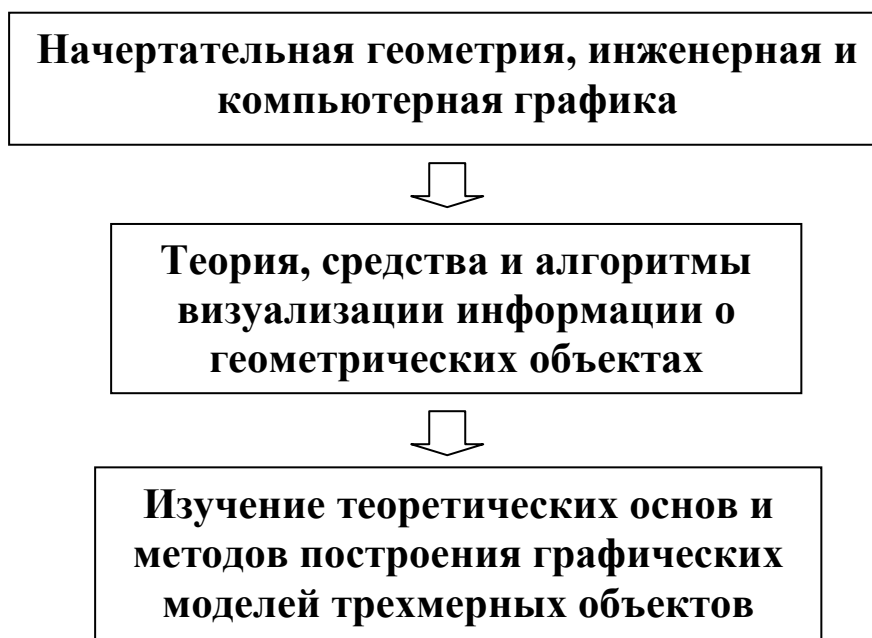 Начертательная геометрия, инженерная и
компьютерная графика
Теория, средства и алгоритмы
визуализации информации о
геометрических объектах
Изучение теоретических основ и
методов построения графических
моделей трехмерных объектов